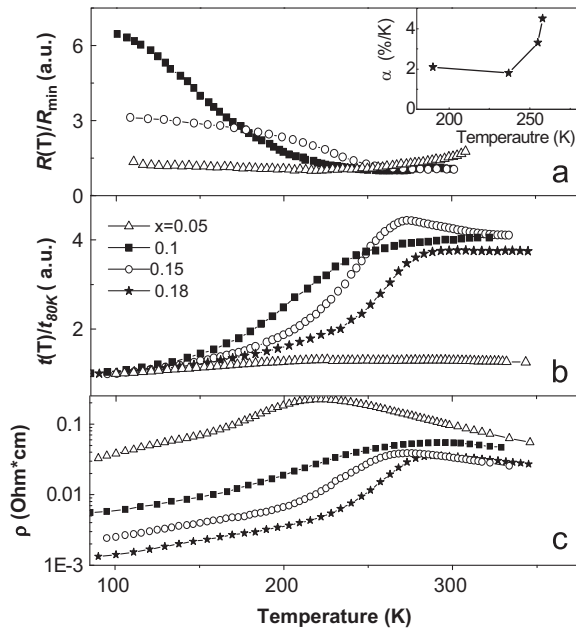 R(T)/R_min (a.u.)
6
3
0
α (%/K)
4
2
0
200
250
Temperautre (K)
a
t(T)/t_80K ( a.u.)
4
2
x=0.05
0.1
0.15
0.18
b
ρ (Ohm*cm)
0.1
0.01
1E-3
c
100
200
300
Temperature (K)